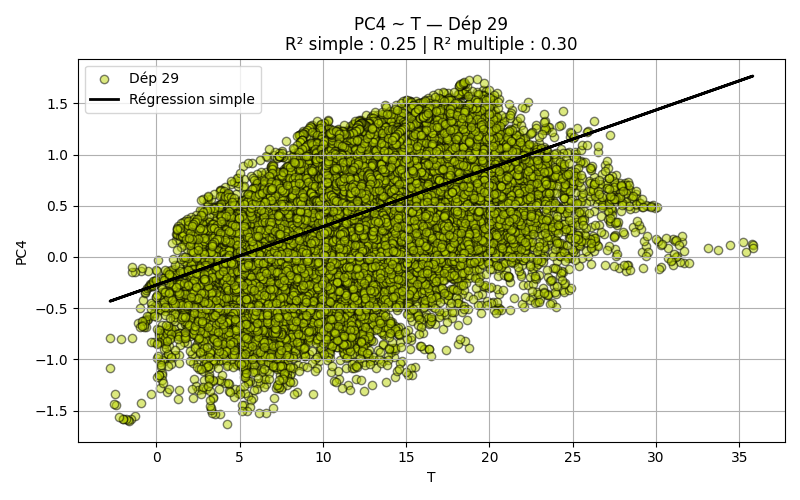 PC4 ~ T — Dép 29
R² simple : 0.25 | R² multiple : 0.30
Dép 29
Régression simple
1.5
1.0
0.5
0.0
−0.5
−1.0
−1.5
PC4
0 5 10 15 20 25 30 35
T